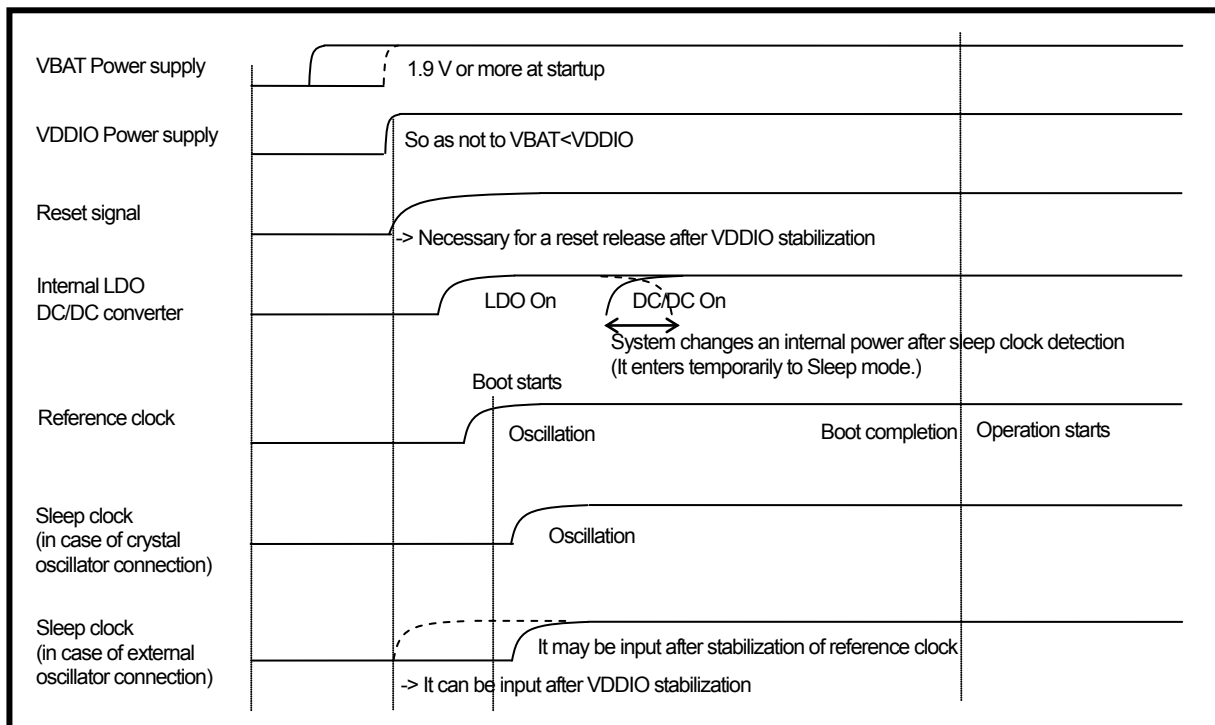 VBAT Power supply
1.9 V or more at startup
VDDIO Power supply
So as not to VBAT<VDDIO
Reset signal
-> Necessary for a reset release after VDDIO stabilization
Internal LDO
DC/DC converter
LDO On
DC/DC On
System changes an internal power after sleep clock detection
(It enters temporarily to Sleep mode.)
Boot starts
Reference clock
Oscillation
Boot completion
Operation starts
Sleep clock
(in case of crystal
oscillator connection)
Oscillation
Sleep clock
(in case of external
oscillator connection)
It may be input after stabilization of reference clock
-> It can be input after VDDIO stabilization